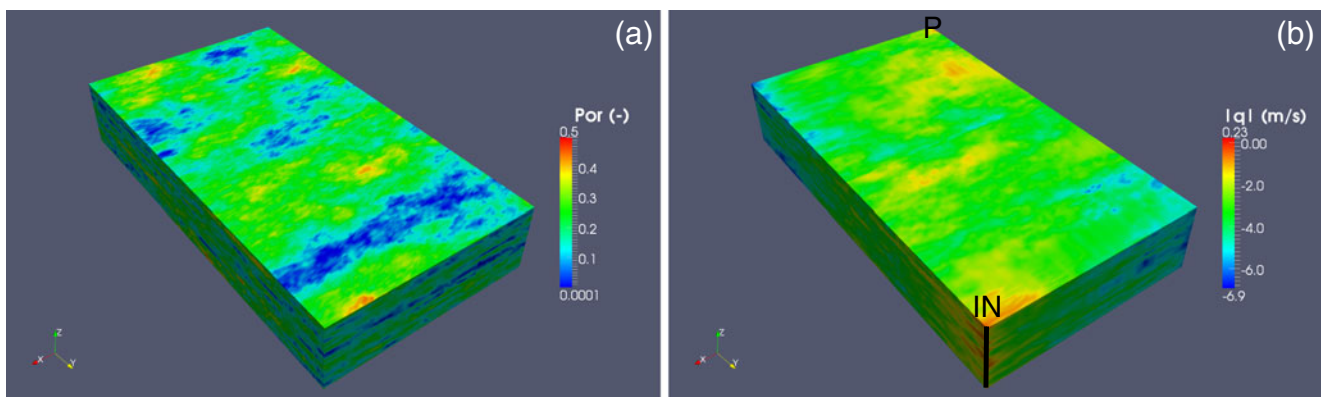 (a)
Por (-)
0.5
0.4
0.3
0.2
0.1
0.0001
Z
X
Y
(b)
P
IN
|q| (m/s)
0.23
0.00
-2.0
-4.0
-6.0
-6.9
Z
X
Y